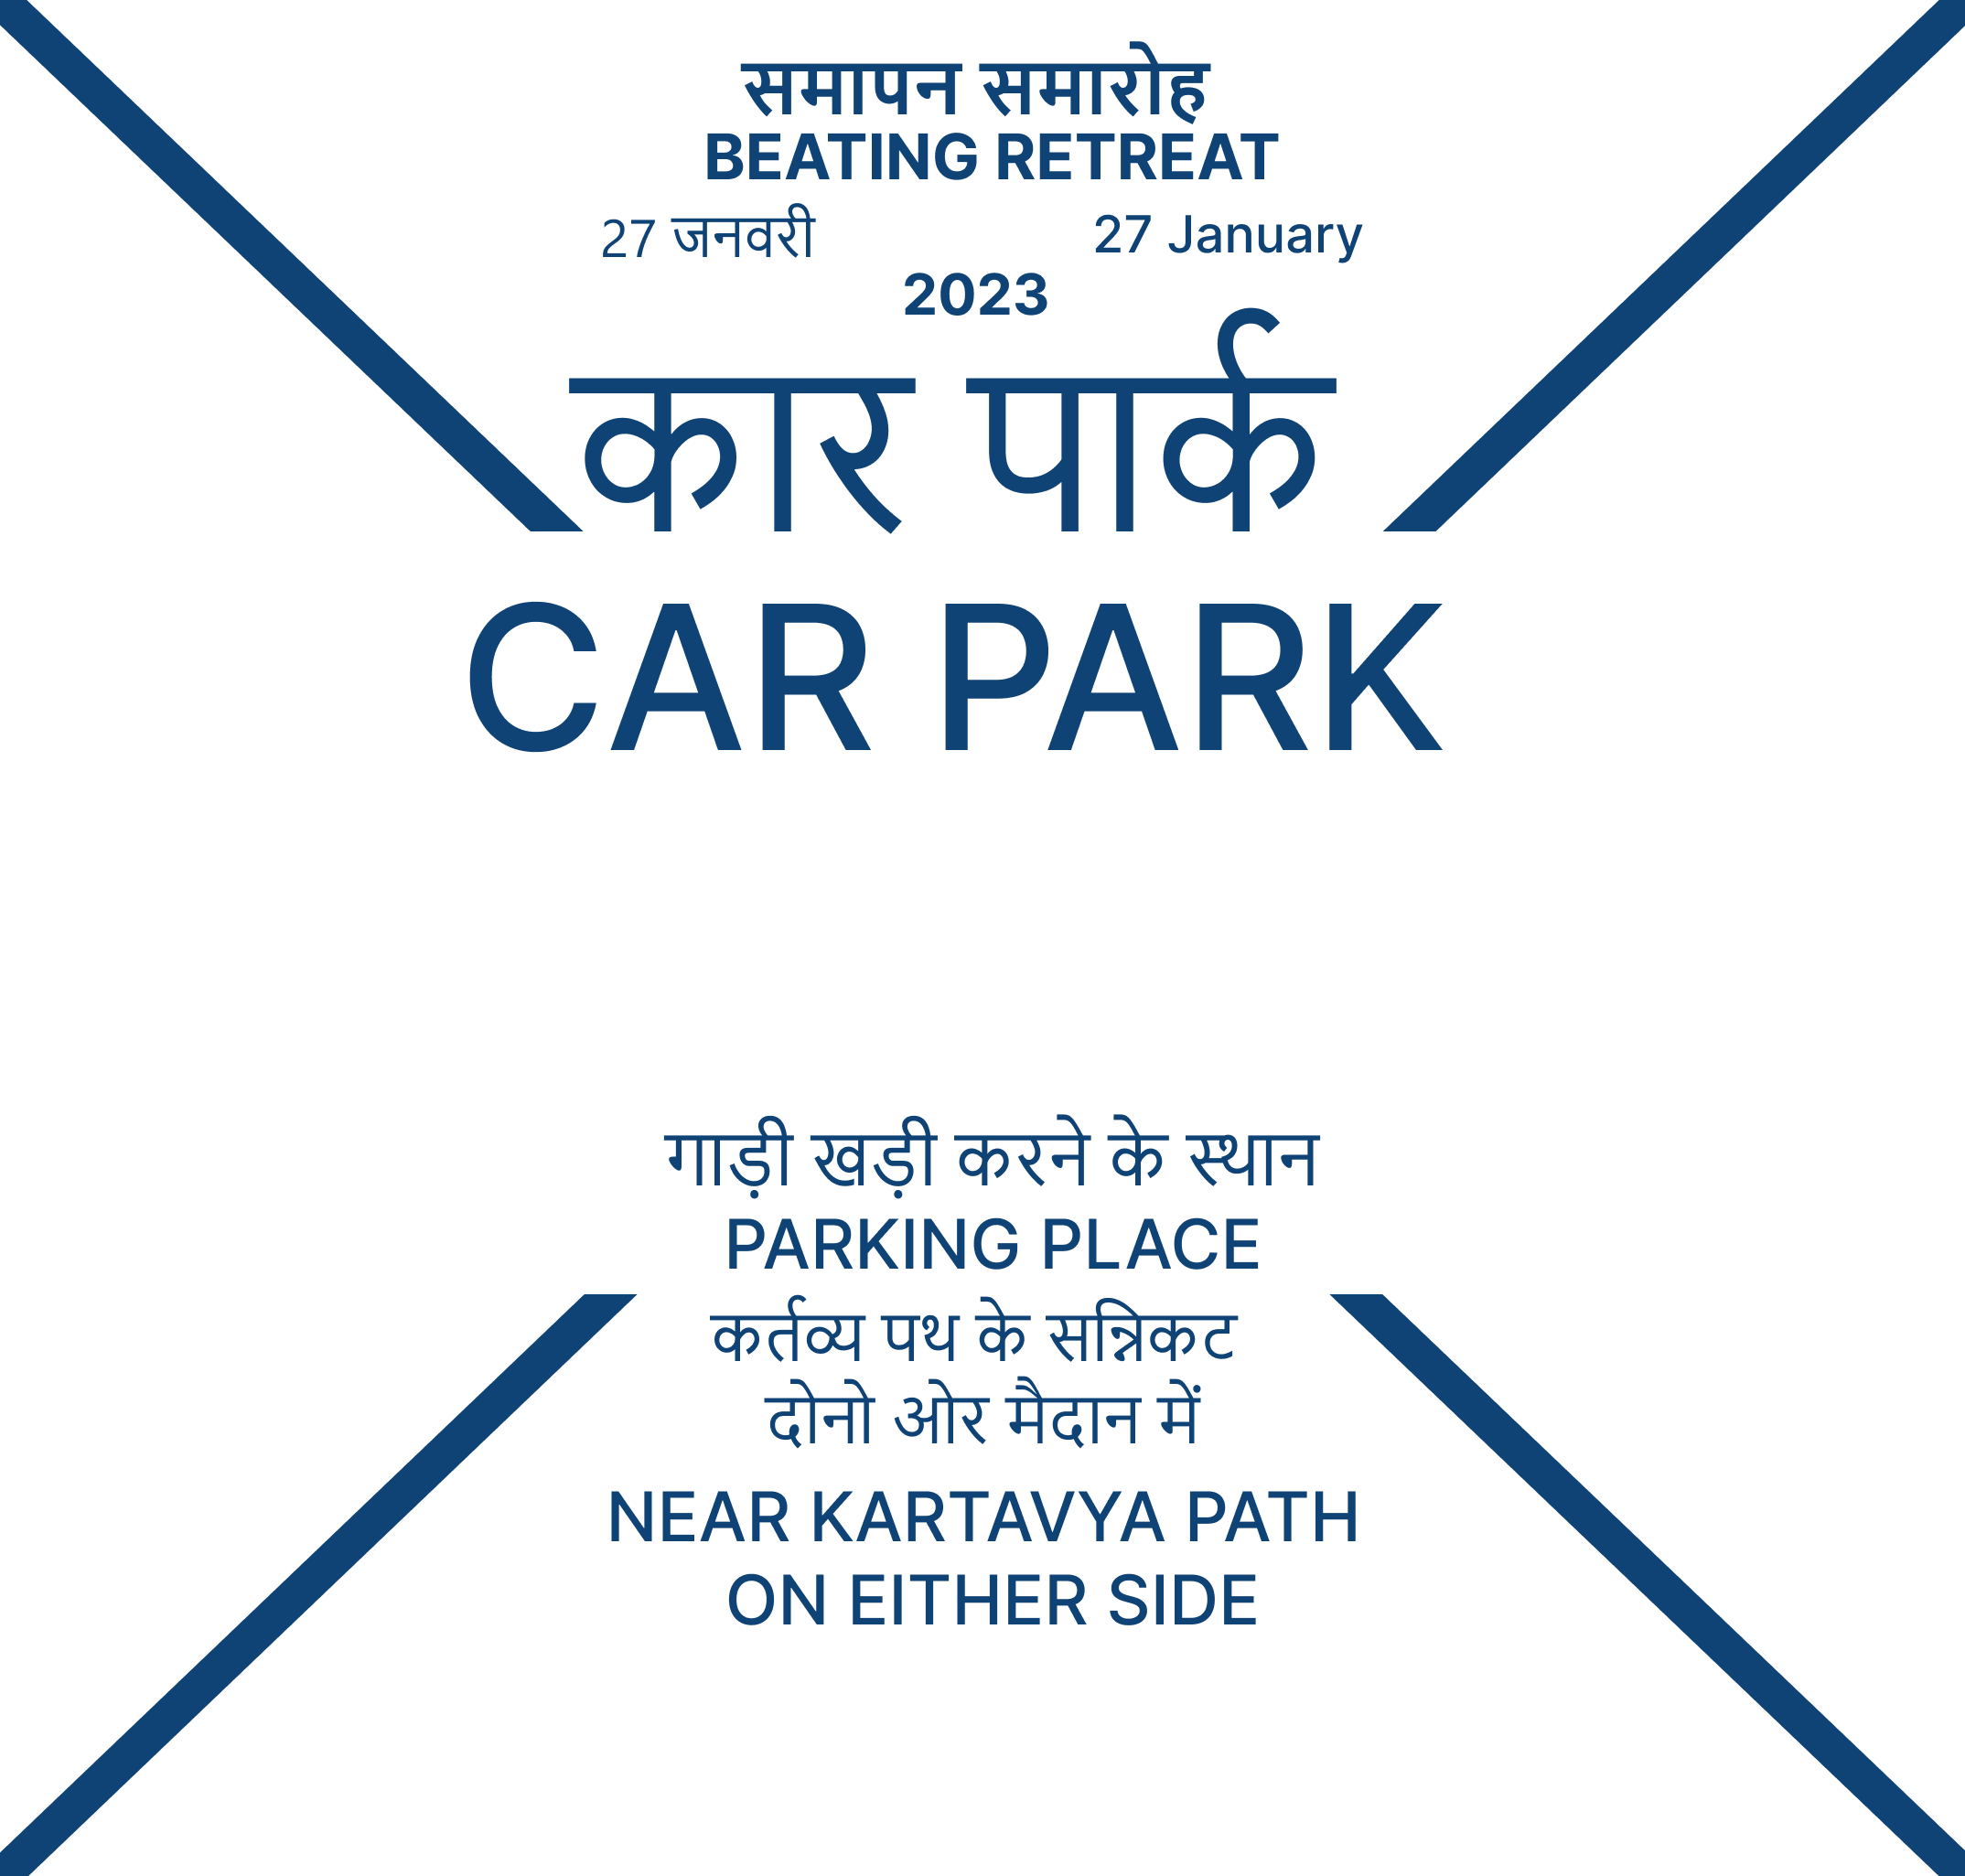 समापन समारोह
BEATING RETREAT
27 जनवरी 27 January
2023
कार पार्क
CAR PARK
गाड़ी खड़ी करने के स्थान
PARKING PLACE
कर्तव्य पथ के सन्निकट
दोनो ओर मैदान में
NEAR KARTAVYA PATH
ON EITHER SIDE